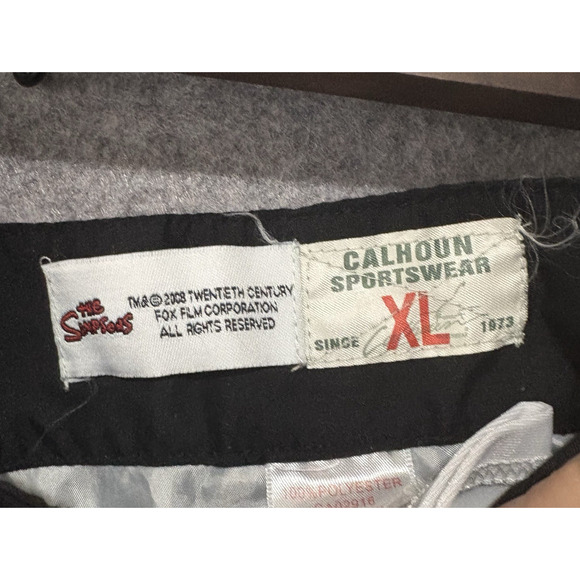 THE
SIMPSONS
TM&© 2008 TWENTIETH CENTURY
FOX FILM CORPORATION
ALL RIGHTS RESERVED
CALHOUN
SPORTSWEAR
XL
SINCE 1973
100% POLYESTER
CA02916